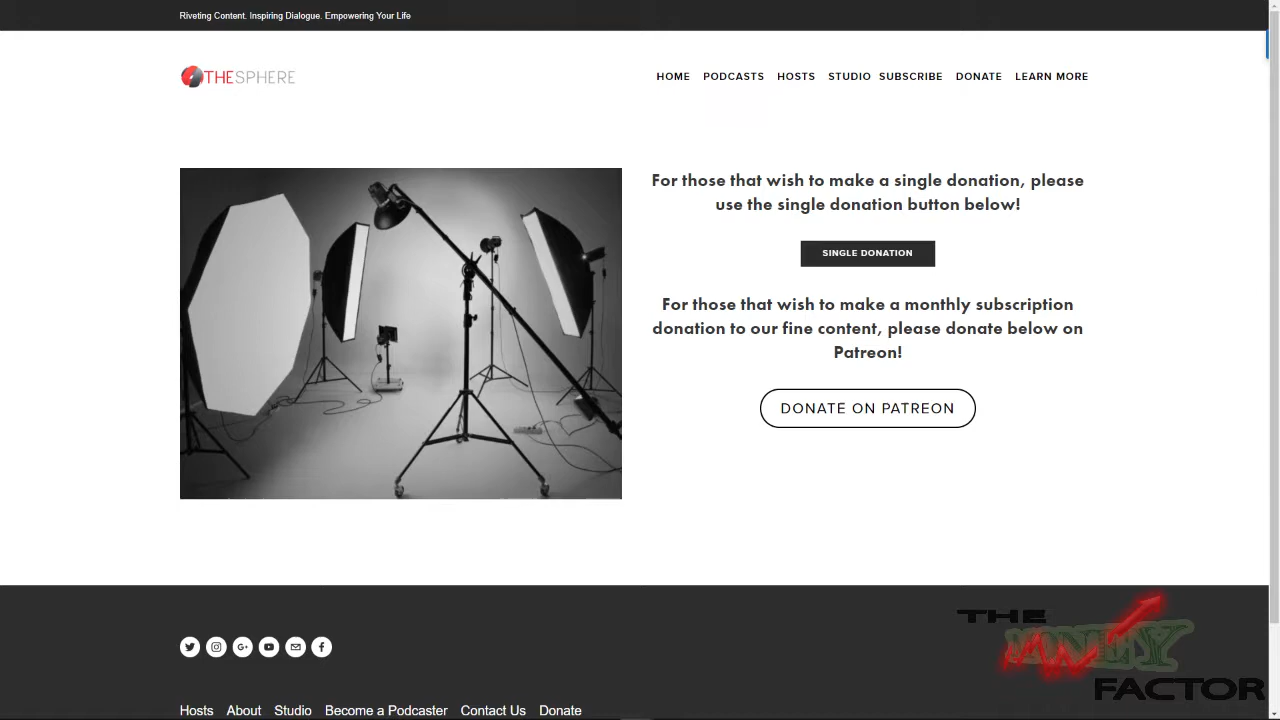 Riveting Content. Inspiring Dialogue. Empowering Your Life
THESPHERE
HOME PODCASTS HOSTS STUDIO SUBSCRIBE DONATE LEARN MORE
For those that wish to make a single donation, please
use the single donation button below!
SINGLE DONATION
For those that wish to make a monthly subscription
donation to our fine content, please donate below on
Patreon!
DONATE ON PATREON
THE
MONEY
FACTOR
Hosts About Studio Become a Podcaster Contact Us Donate